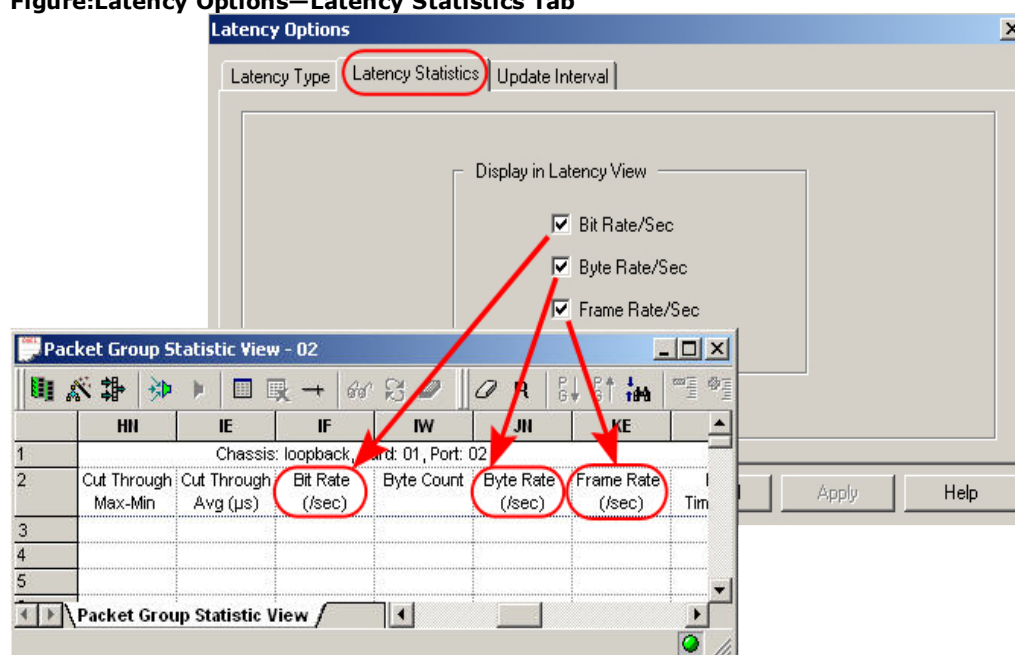 Figure:Latency Options—Latency Statistics Tab
Latency Options
Latency Type Latency Statistics Update Interval
Display in Latency View
Bit Rate/Sec
Byte Rate/Sec
Frame Rate/Sec
Packet Group Statistic View - 02
HN IE IF IW JN KE
1 Chassis: loopback, Port: 02
2 Cut Through Max-Min Cut Through Avg (µs) Bit Rate (/sec) Byte Count Byte Rate (/sec) Frame Rate (/sec)
3
4
5
Packet Group Statistic View
Apply Help